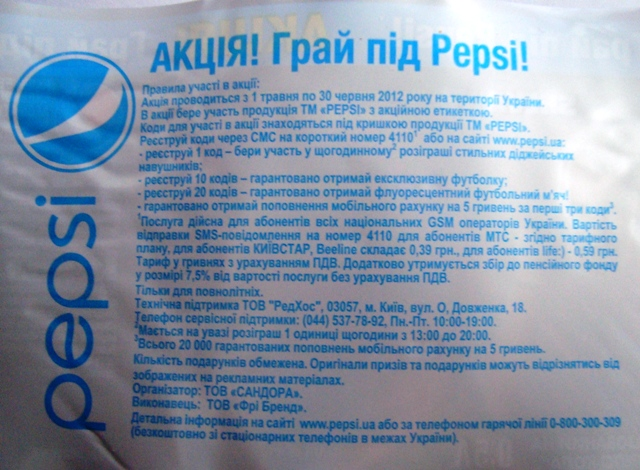 АКЦІЯ! Грай під Pepsi!
Правила участі в акції:
Акція проводиться з 1 травня по 30 червня 2012 року на території України.
В акції бере участь продукція ТМ «PEPSI» з акційною етикеткою.
Коди для участі в акції знаходяться під кришкою продукції ТМ «PEPSI».
Реєструй коди через СМС на короткий номер 4110¹ або на сайті www.pepsi.ua:
- реєструй 1 код – бери участь у щогодинному² розіграші стильних діджейських
навушників;
- реєструй 10 кодів – гарантовано отримай ексклюзивну футболку;
- реєструй 20 кодів – гарантовано отримай флуоресцентний футбольний м'яч!
- гарантовано отримай поповнення мобільного рахунку на 5 гривень за перші три коди³.
¹Послуга дійсна для абонентів всіх національних GSM операторів України. Вартість
відправки SMS-повідомлення на номер 4110 для абонентів МТС - згідно тарифного
плану, для абонентів КИЇВСТАР, Beeline складає 0,39 грн., для абонентів life:) - 0,59 грн.
Тариф у гривнях з урахуванням ПДВ. Додатково утримується збір до пенсійного фонду
у розмірі 7,5% від вартості послуги без урахування ПДВ.
Тільки для повнолітніх.
Технічна підтримка ТОВ "РедХос", 03057, м. Київ, вул. О. Довженка, 18.
Телефон сервісної підтримки: (044) 537-78-92, Пн.-Пт. 10:00-19:00.
²Мається на увазі розіграш 1 одиниці щогодини з 13:00 до 20:00.
³Всього 20 000 гарантованих поповнень мобільного рахунку на 5 гривень.
Кількість подарунків обмежена. Оригінали призів та подарунків можуть відрізнятись від
зображених на рекламних матеріалах.
Організатор: ТОВ «САНДОРА».
Виконавець: ТОВ «Фрі Бренд».
Детальна інформація на сайті www.pepsi.ua або за телефоном гарячої лінії 0-800-300-309
(безкоштовно зі стаціонарних телефонів в межах України).
pepsi